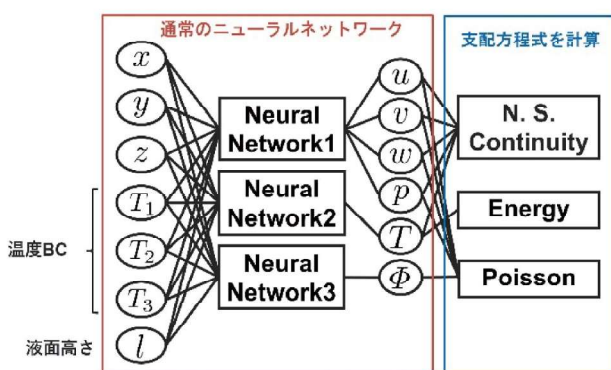 通常のニューラルネットワーク
支配方程式を計算
x
y
z
T₁
T₂
T₃
l
温度BC
液面高さ
Neural
Network1
Neural
Network2
Neural
Network3
u
v
w
p
T
Φ
N. S.
Continuity
Energy
Poisson